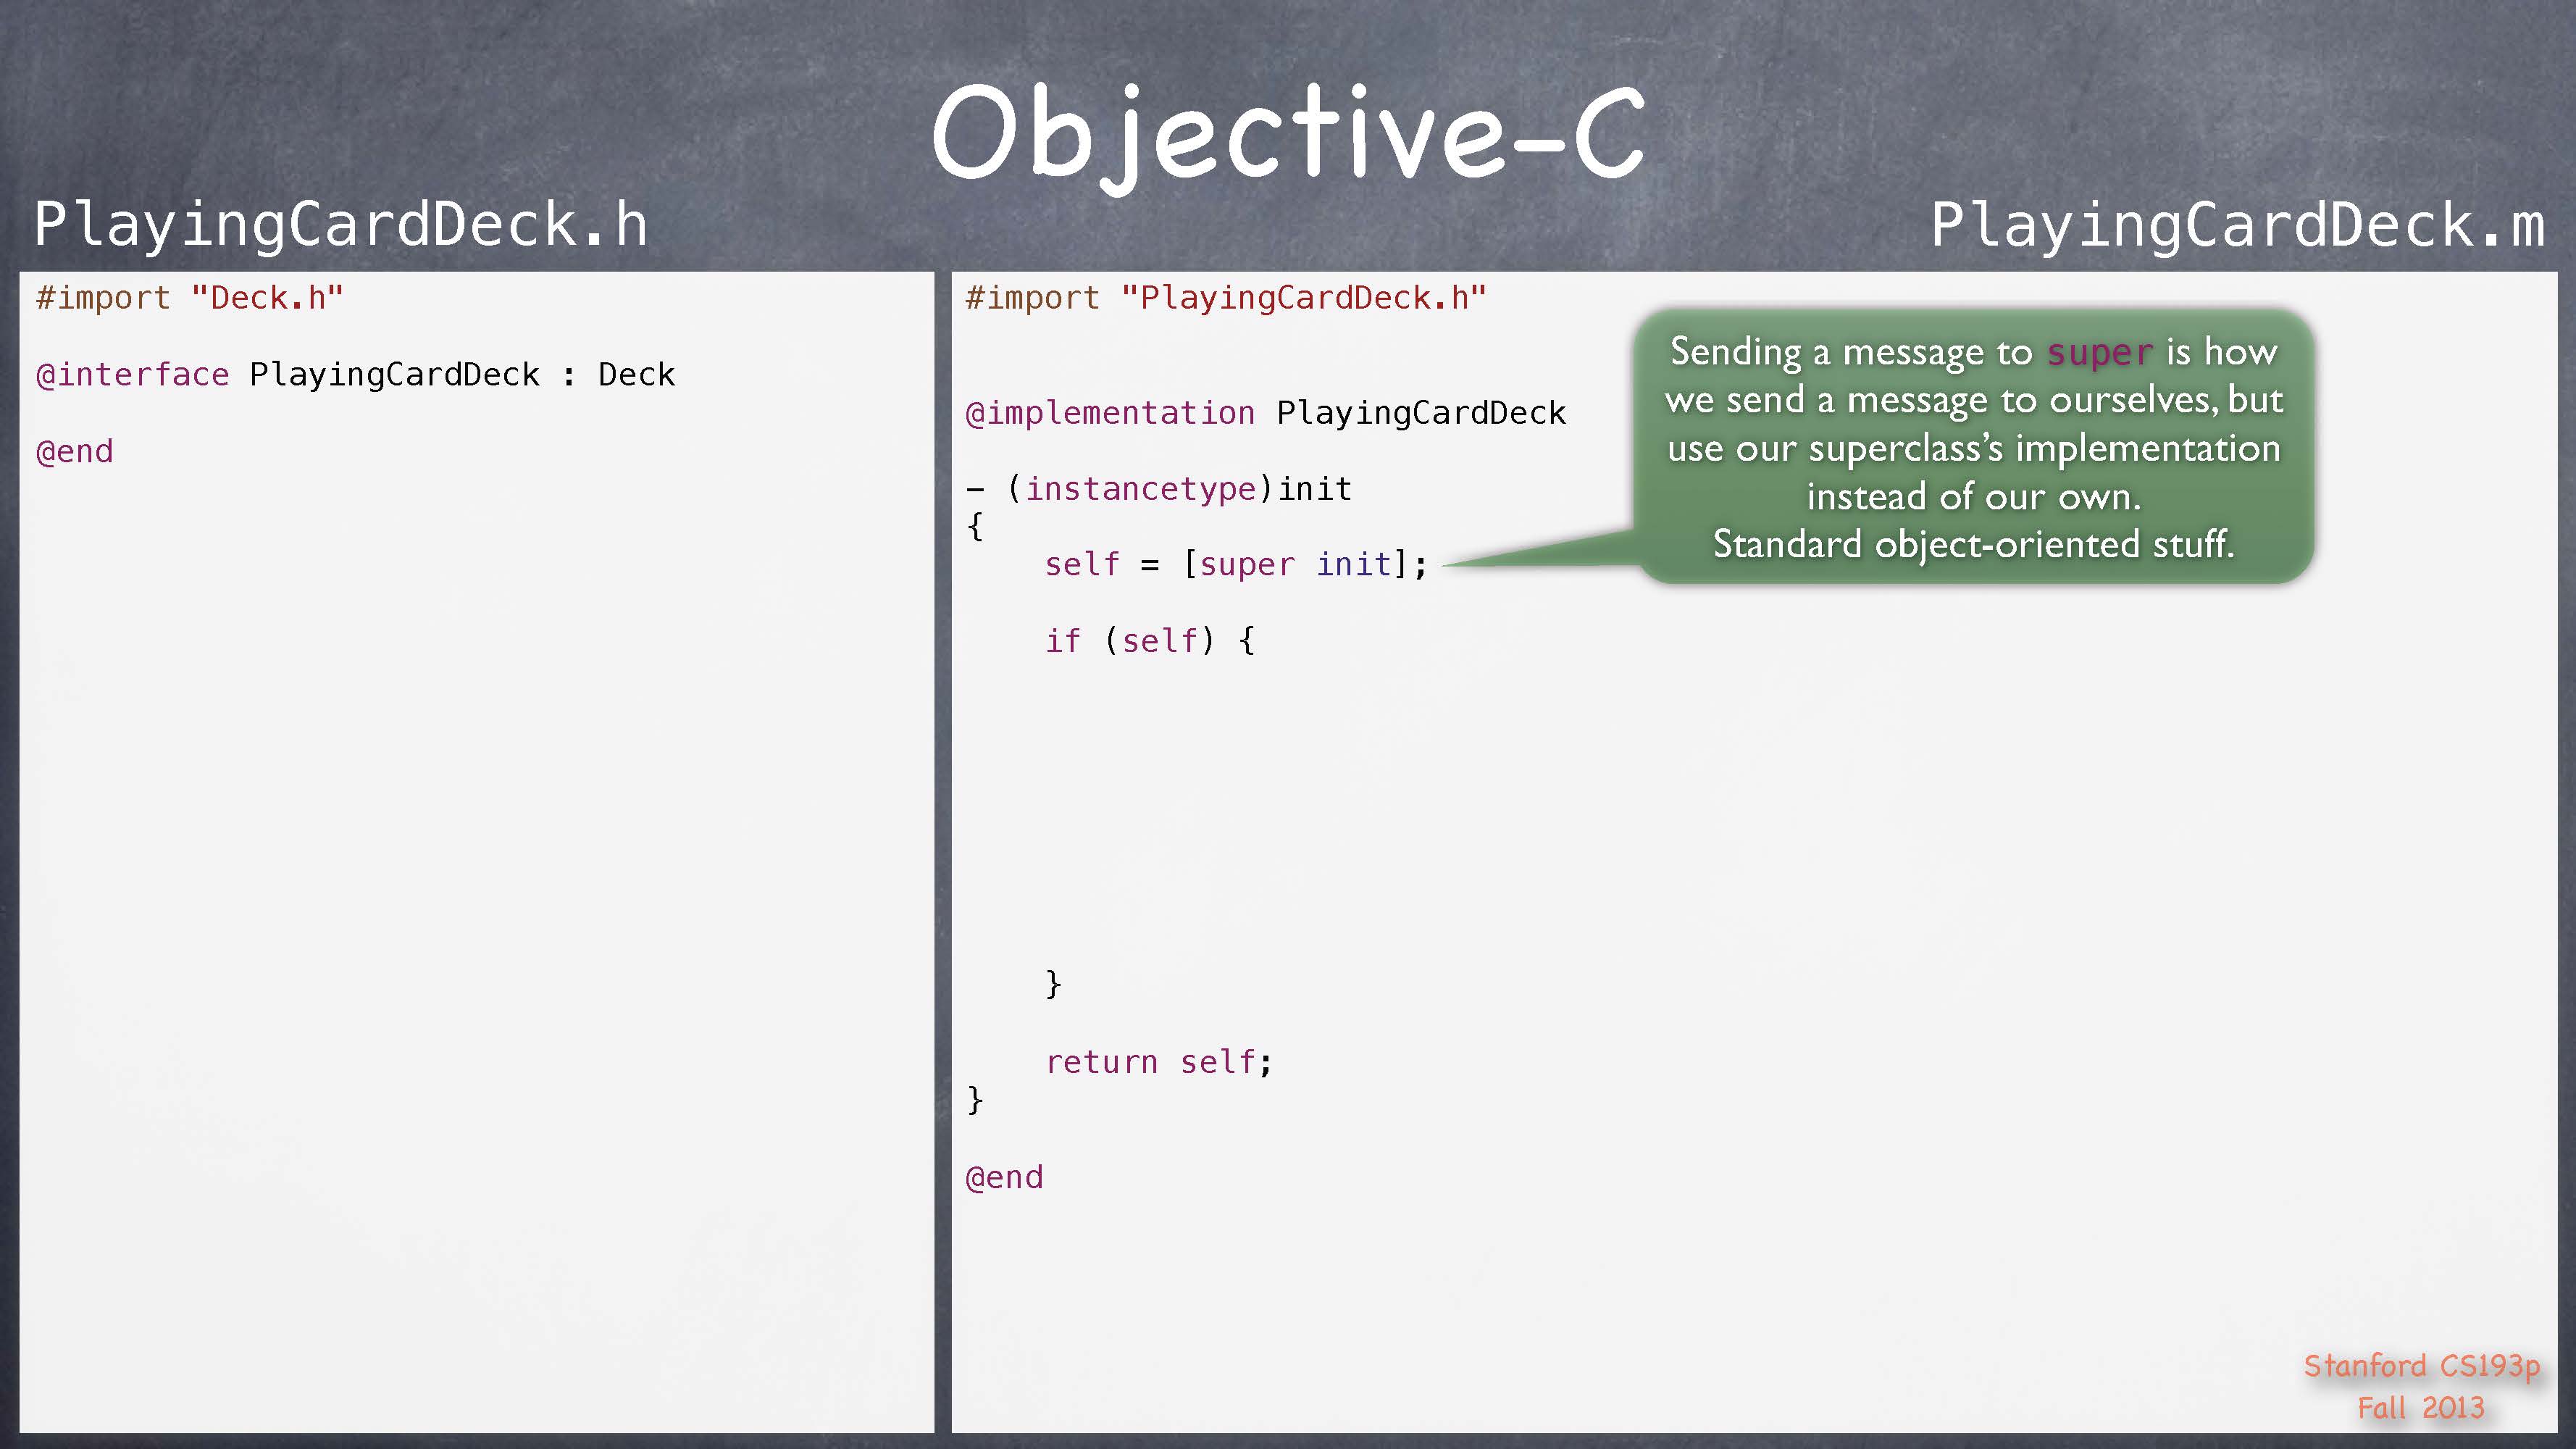 Objective-C
PlayingCardDeck.h
PlayingCardDeck.m
#import "Deck.h"
@interface PlayingCardDeck : Deck
@end
#import "PlayingCardDeck.h"
@implementation PlayingCardDeck
- (instancetype)init
{
    self = [super init];
    if (self) {
    }
    return self;
}
@end
Sending a message to super is how
we send a message to ourselves, but
use our superclass’s implementation
instead of our own.
Standard object-oriented stuff.
Stanford CS193p
Fall 2013